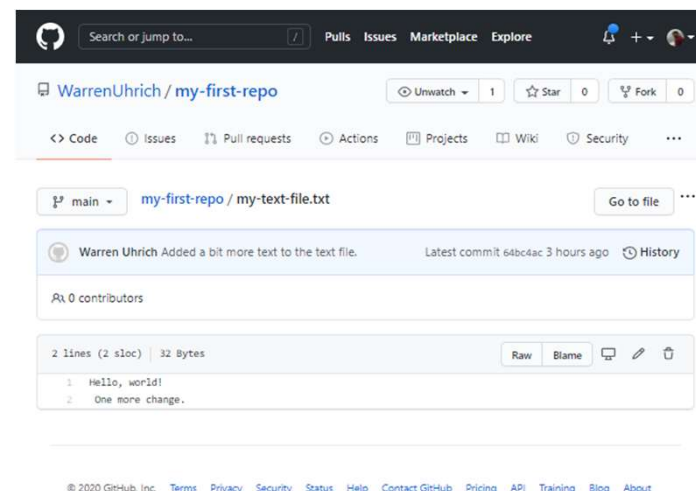 Search or jump to... / Pulls Issues Marketplace Explore
WarrenUhrich / my-first-repo Unwatch 1 Star 0 Fork 0
<> Code Issues Pull requests Actions Projects Wiki Security ...
main my-first-repo / my-text-file.txt Go to file ...
Warren Uhrich Added a bit more text to the text file. Latest commit 64bc4ac 3 hours ago History
0 contributors
2 lines (2 sloc) | 32 Bytes Raw Blame
1 Hello, world!
2 One more change.
© 2020 GitHub, Inc. Terms Privacy Security Status Help Contact GitHub Pricing API Training Blog About